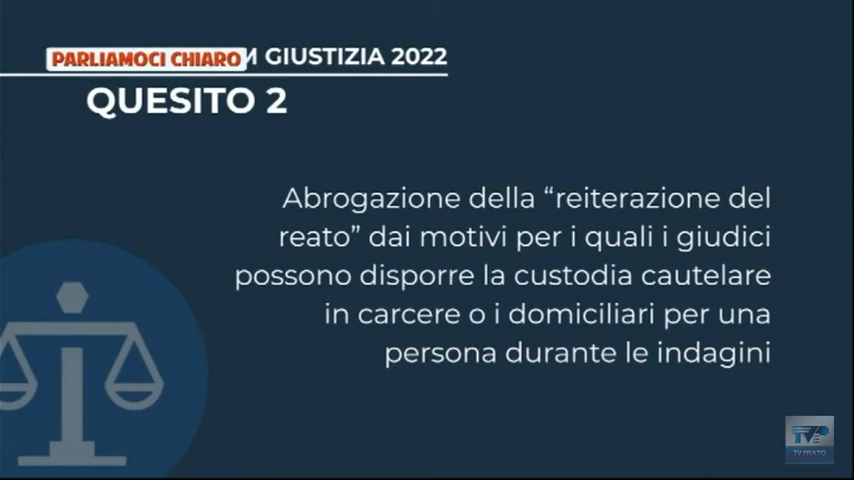 PARLIAMOCI CHIARO M GIUSTIZIA 2022
QUESITO 2
Abrogazione della “reiterazione del
reato” dai motivi per i quali i giudici
possono disporre la custodia cautelare
in carcere o i domiciliari per una
persona durante le indagini
TVP
TV PRATO